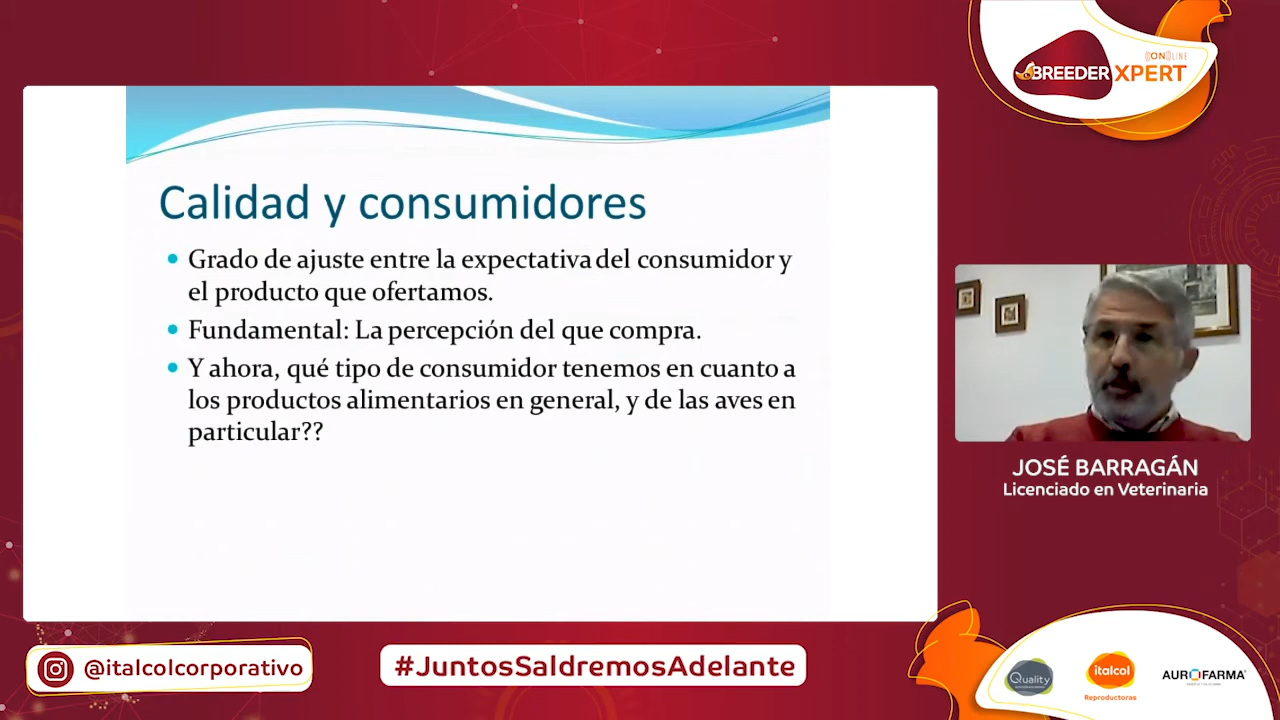 ONLINE
BREEDER XPERT
Calidad y consumidores
• Grado de ajuste entre la expectativa del consumidor y
el producto que ofertamos.
• Fundamental: La percepción del que compra.
• Y ahora, qué tipo de consumidor tenemos en cuanto a
los productos alimentarios en general, y de las aves en
particular??
JOSÉ BARRAGÁN
Licenciado en Veterinaria
@italcolcorporativo
#JuntosSaldremosAdelante
Quality
italcol
Reproductoras
AUROFARMA